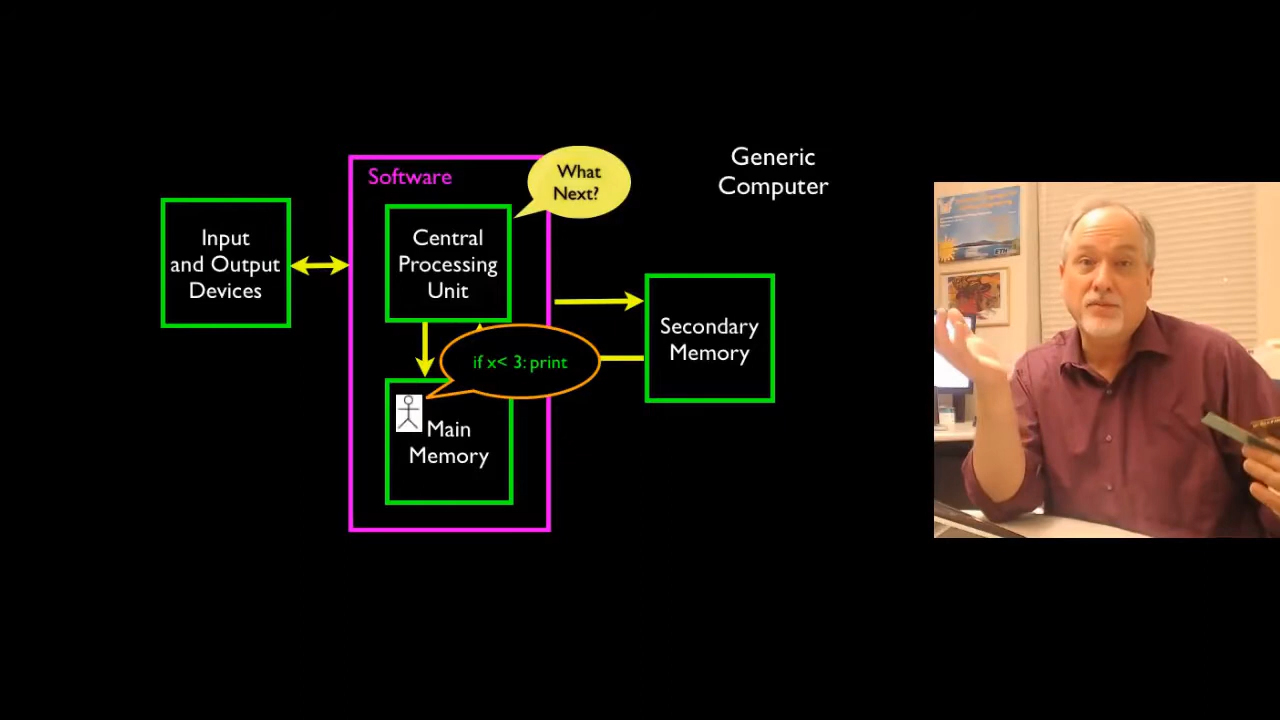 Generic
Computer
Software
What
Next?
Input
and Output
Devices
Central
Processing
Unit
Secondary
Memory
if x< 3: print
Main
Memory